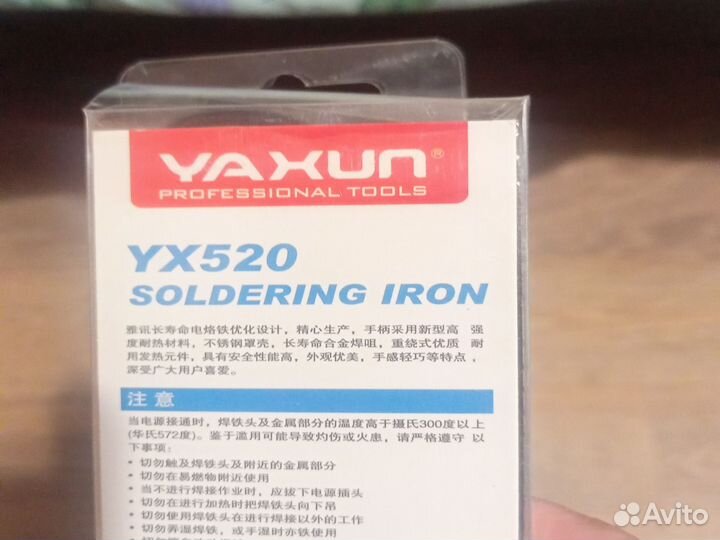 YAXUN®
PROFESSIONAL TOOLS
YX520
SOLDERING IRON
雅讯长寿命电烙铁优化设计，精心生产，手柄采用新型高 强
度耐热材料，不锈钢罩壳，长寿命合金焊咀，重绕式优质 耐
用发热元件，具有安全性能高，外观优美，手感轻巧等特点，
深受广大用户喜爱。
注意
当电源接通时，焊铁头及金属部分的温度高于摄氏300度以上
(华氏572度)。鉴于滥用可能导致灼伤或火患，请严格遵守 以
下事项：
• 切勿触及焊铁头及附近的金属部分
• 切勿在易燃物附近使用
• 当不进行焊接作业时，应拔下电源插头
• 切勿在进行加热时把焊铁头向下吊
• 切勿使用焊铁头在进行焊接以外的工作
• 切勿弄湿焊铁，或手湿时亦铁使用
Avito